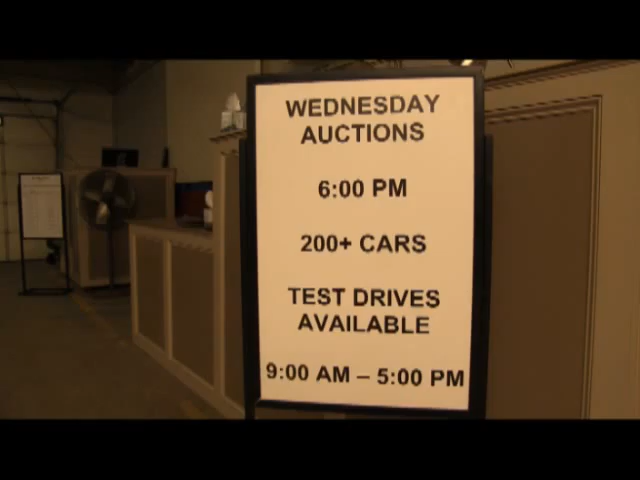 WEDNESDAY
AUCTIONS
6:00 PM
200+ CARS
TEST DRIVES
AVAILABLE
9:00 AM – 5:00 PM